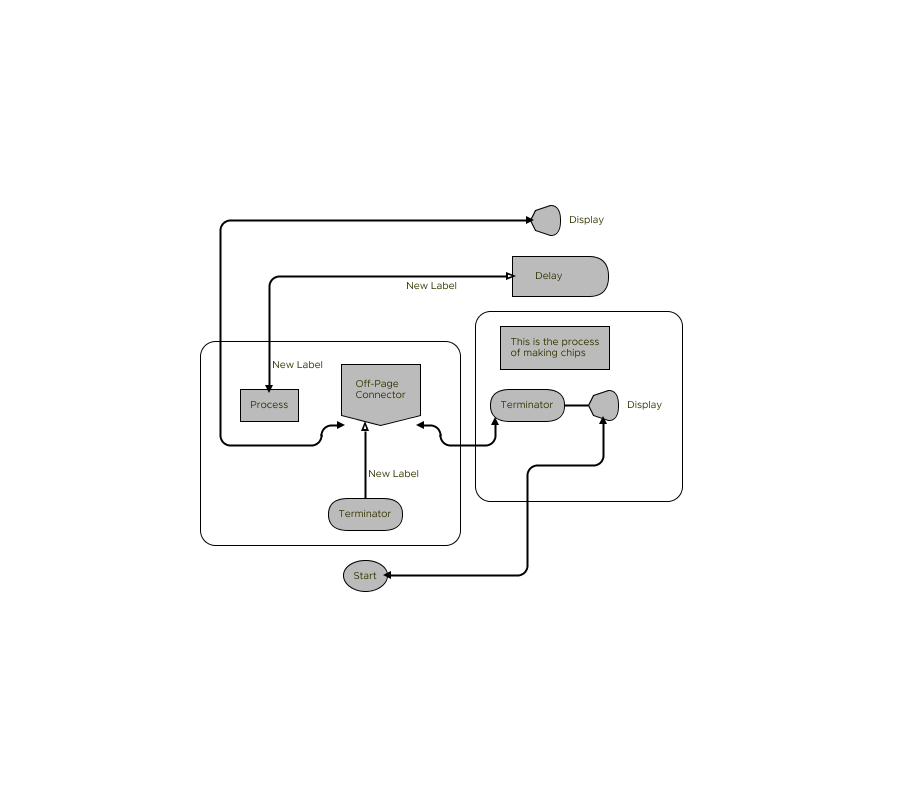 Display
Delay
New Label
This is the process
of making chips
New Label
Off-Page
Connector
Process
Terminator
Display
New Label
Terminator
Start